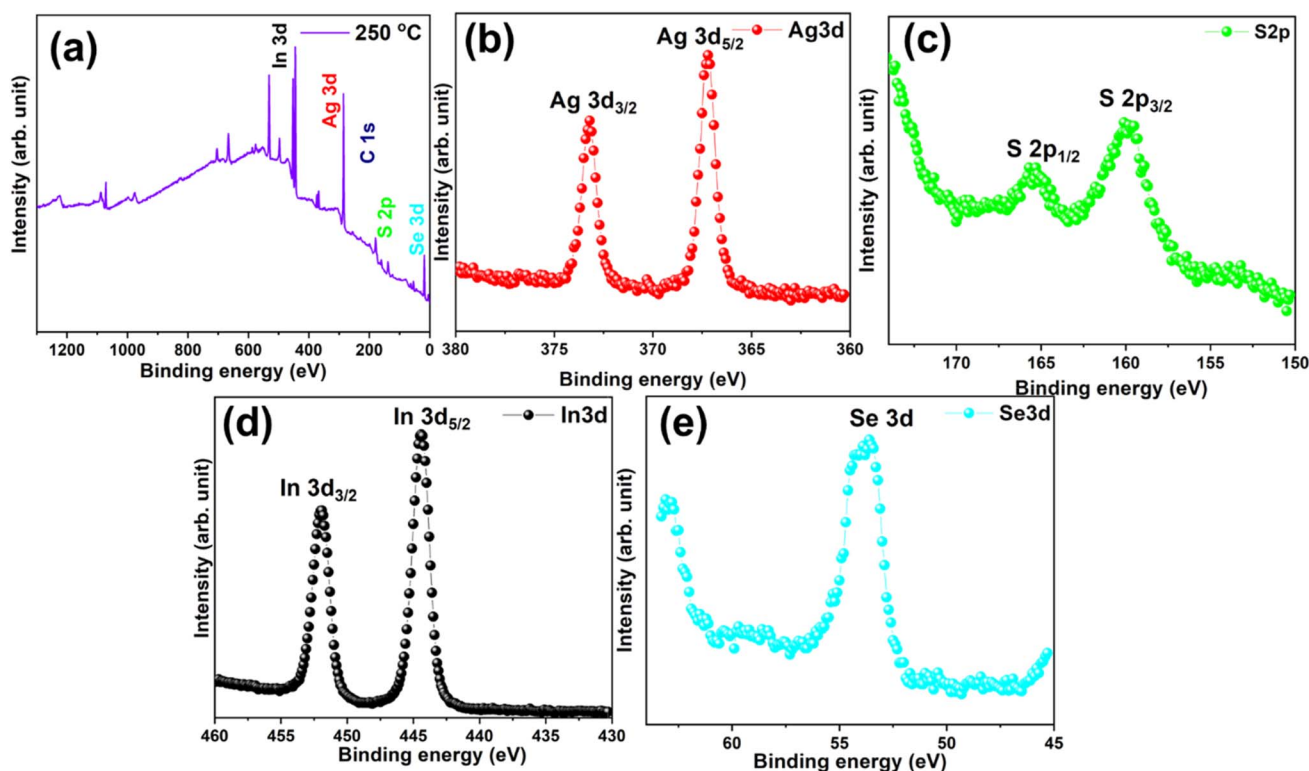 (a)
250 °C
In 3d
Ag 3d
C 1s
S 2p
Se 3d
Intensity (arb. unit)
1200 1000 800 600 400 200 0
Binding energy (eV)
(b)
Ag3d
Ag 3d5/2
Ag 3d3/2
Intensity (arb. unit)
380 375 370 365 360
Binding energy (eV)
(c)
S2p
S 2p3/2
S 2p1/2
Intensity (arb. unit)
170 165 160 155 150
Binding energy (eV)
(d)
In3d
In 3d5/2
In 3d3/2
Intensity (arb. unit)
460 455 450 445 440 435 430
Binding energy (eV)
(e)
Se3d
Se 3d
Intensity (arb. unit)
60 55 50 45
Binding energy (eV)